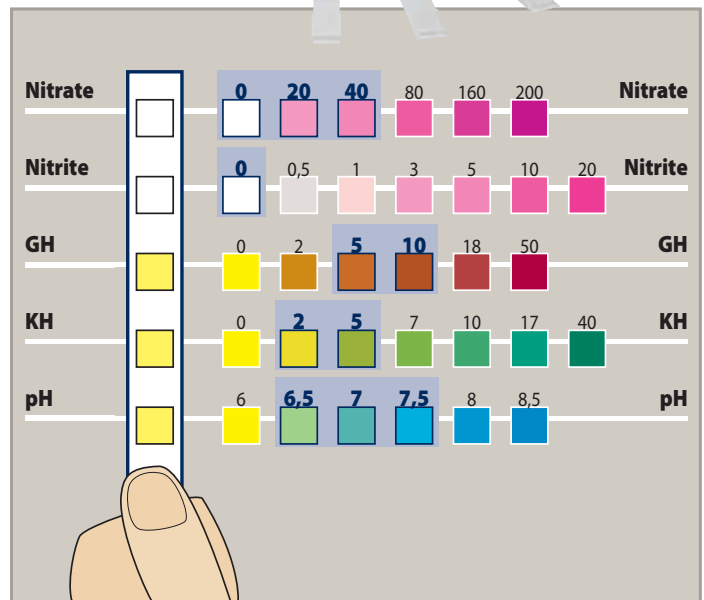 Nitrate 0 20 40 80 160 200 Nitrate
Nitrite 0 0,5 1 3 5 10 20 Nitrite
GH 0 2 5 10 18 50 GH
KH 0 2 5 7 10 17 40 KH
pH 6 6,5 7 7,5 8 8,5 pH